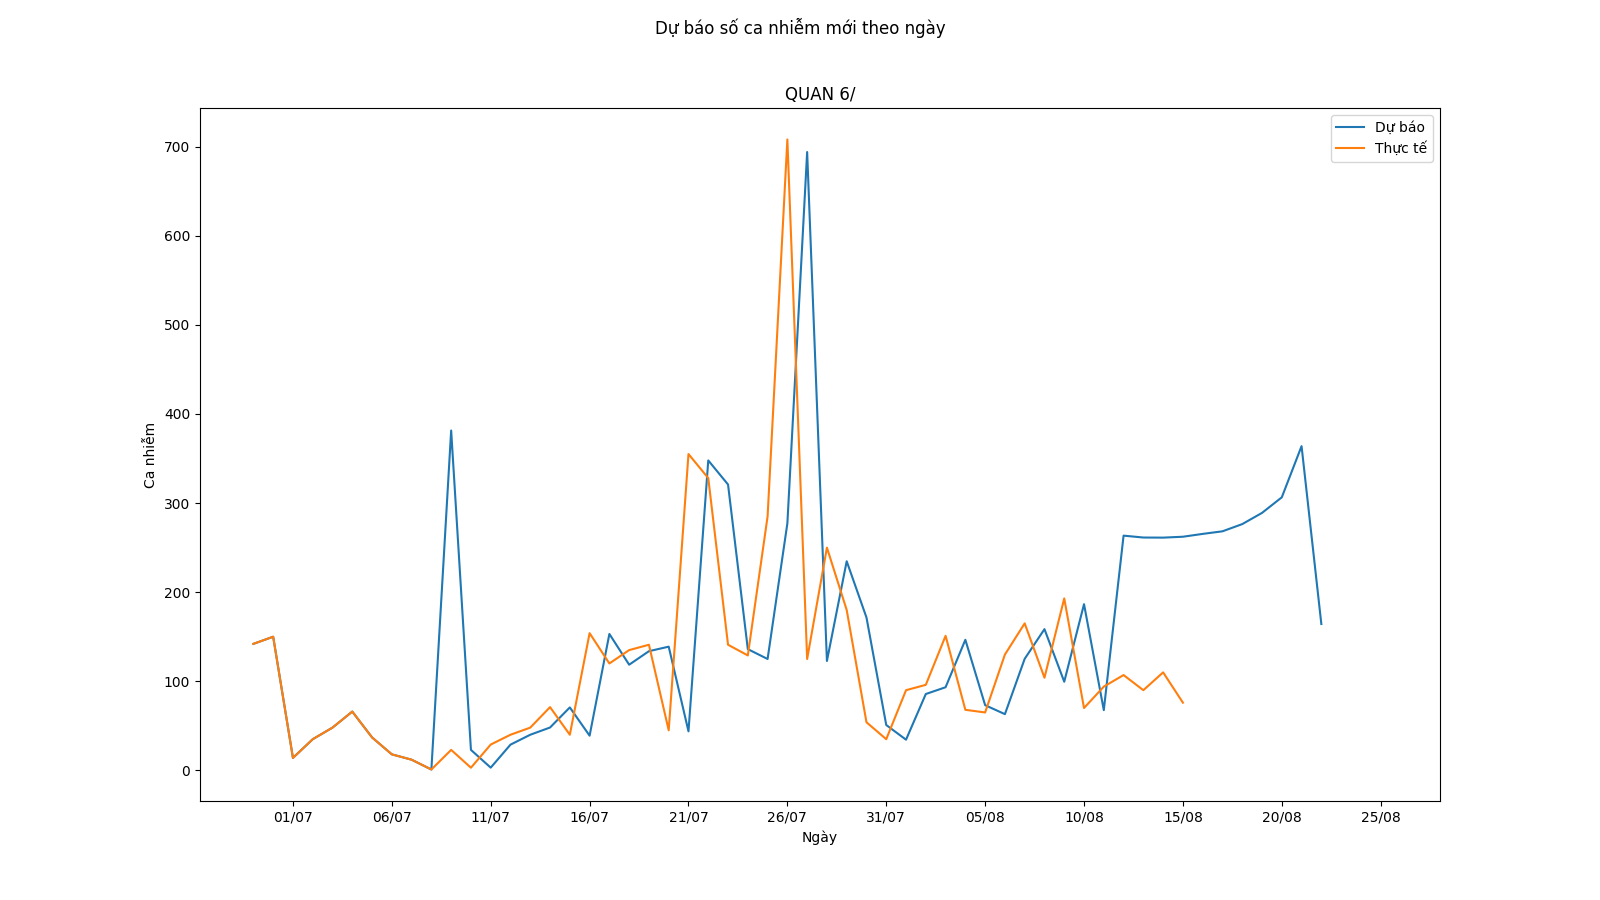 Dự báo số ca nhiễm mới theo ngày
QUAN 6/
Dự báo
Thực tế
700
600
500
400
300
200
100
0
Ca nhiễm
01/07 06/07 11/07 16/07 21/07 26/07 31/07 05/08 10/08 15/08 20/08 25/08
Ngày